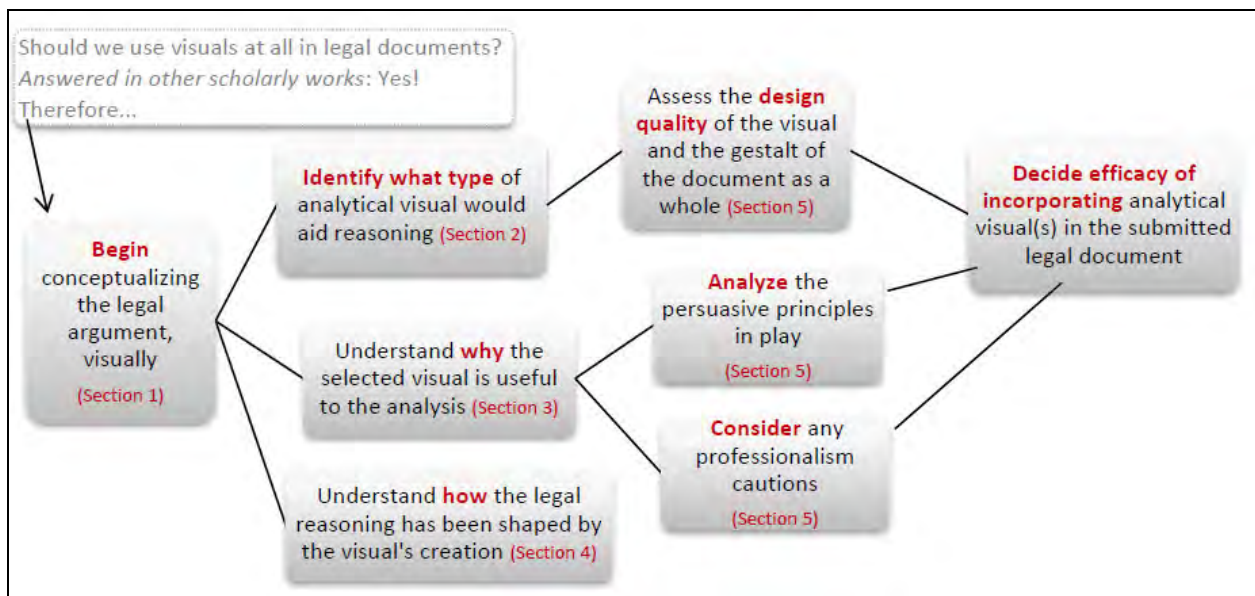 Should we use visuals at all in legal documents?
Answered in other scholarly works: Yes!
Therefore...
Begin
conceptualizing
the legal
argument,
visually
(Section 1)
Identify what type of
analytical visual would
aid reasoning (Section 2)
Understand why the
selected visual is useful
to the analysis (Section 3)
Understand how the legal
reasoning has been shaped by
the visual's creation (Section 4)
Assess the design
quality of the visual
and the gestalt of
the document as a
whole (Section 5)
Analyze the
persuasive principles
in play
(Section 5)
Consider any
professionalism
cautions
(Section 5)
Decide efficacy of
incorporating analytical
visual(s) in the submitted
legal document